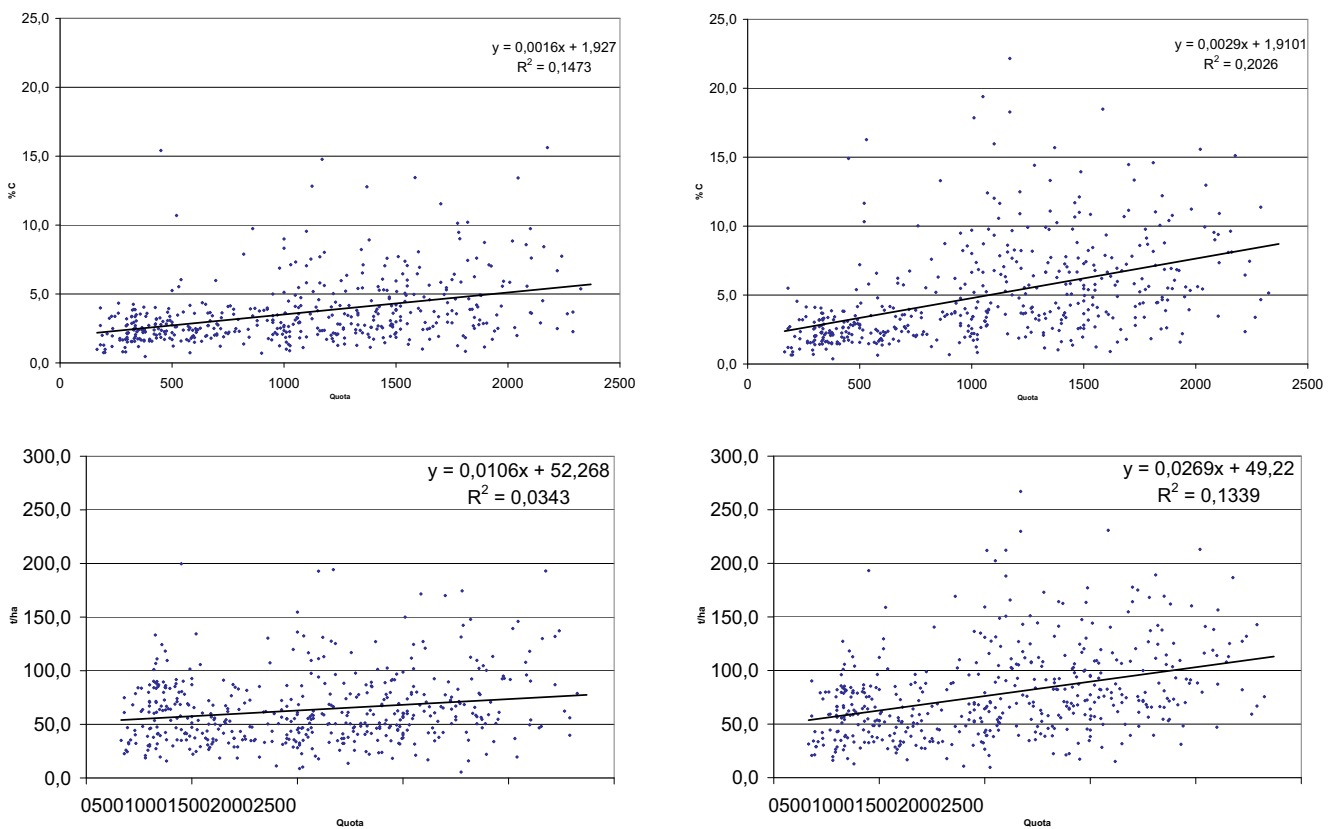 25,0
20,0
15,0
10,0
5,0
0,0
% C
y = 0,0016x + 1,927
R² = 0,1473
0 500 1000 1500 2000 2500
Quota
25,0
20,0
15,0
10,0
5,0
0,0
% C
y = 0,0029x + 1,9101
R² = 0,2026
0 500 1000 1500 2000 2500
Quota
300,0
250,0
200,0
150,0
100,0
50,0
0,0
t/ha
y = 0,0106x + 52,268
R² = 0,0343
05001000150020002500
Quota
300,0
250,0
200,0
150,0
100,0
50,0
0,0
t/ha
y = 0,0269x + 49,22
R² = 0,1339
05001000150020002500
Quota